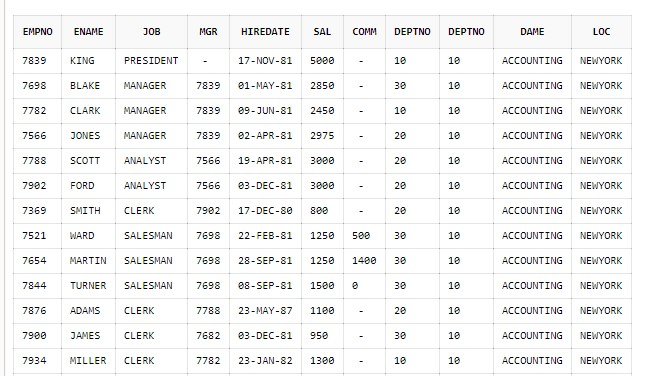 EMPNO ENAME JOB MGR HIREDATE SAL COMM DEPTNO DEPTNO DAME LOC
7839 KING PRESIDENT - 17-NOV-81 5000 - 10 10 ACCOUNTING NEWYORK
7698 BLAKE MANAGER 7839 01-MAY-81 2850 - 30 10 ACCOUNTING NEWYORK
7782 CLARK MANAGER 7839 09-JUN-81 2450 - 10 10 ACCOUNTING NEWYORK
7566 JONES MANAGER 7839 02-APR-81 2975 - 20 10 ACCOUNTING NEWYORK
7788 SCOTT ANALYST 7566 19-APR-81 3000 - 20 10 ACCOUNTING NEWYORK
7902 FORD ANALYST 7566 03-DEC-81 3000 - 20 10 ACCOUNTING NEWYORK
7369 SMITH CLERK 7902 17-DEC-80 800 - 20 10 ACCOUNTING NEWYORK
7521 WARD SALESMAN 7698 22-FEB-81 1250 500 30 10 ACCOUNTING NEWYORK
7654 MARTIN SALESMAN 7698 28-SEP-81 1250 1400 30 10 ACCOUNTING NEWYORK
7844 TURNER SALESMAN 7698 08-SEP-81 1500 0 30 10 ACCOUNTING NEWYORK
7876 ADAMS CLERK 7788 23-MAY-87 1100 - 20 10 ACCOUNTING NEWYORK
7900 JAMES CLERK 7682 03-DEC-81 950 - 30 10 ACCOUNTING NEWYORK
7934 MILLER CLERK 7782 23-JAN-82 1300 - 10 10 ACCOUNTING NEWYORK